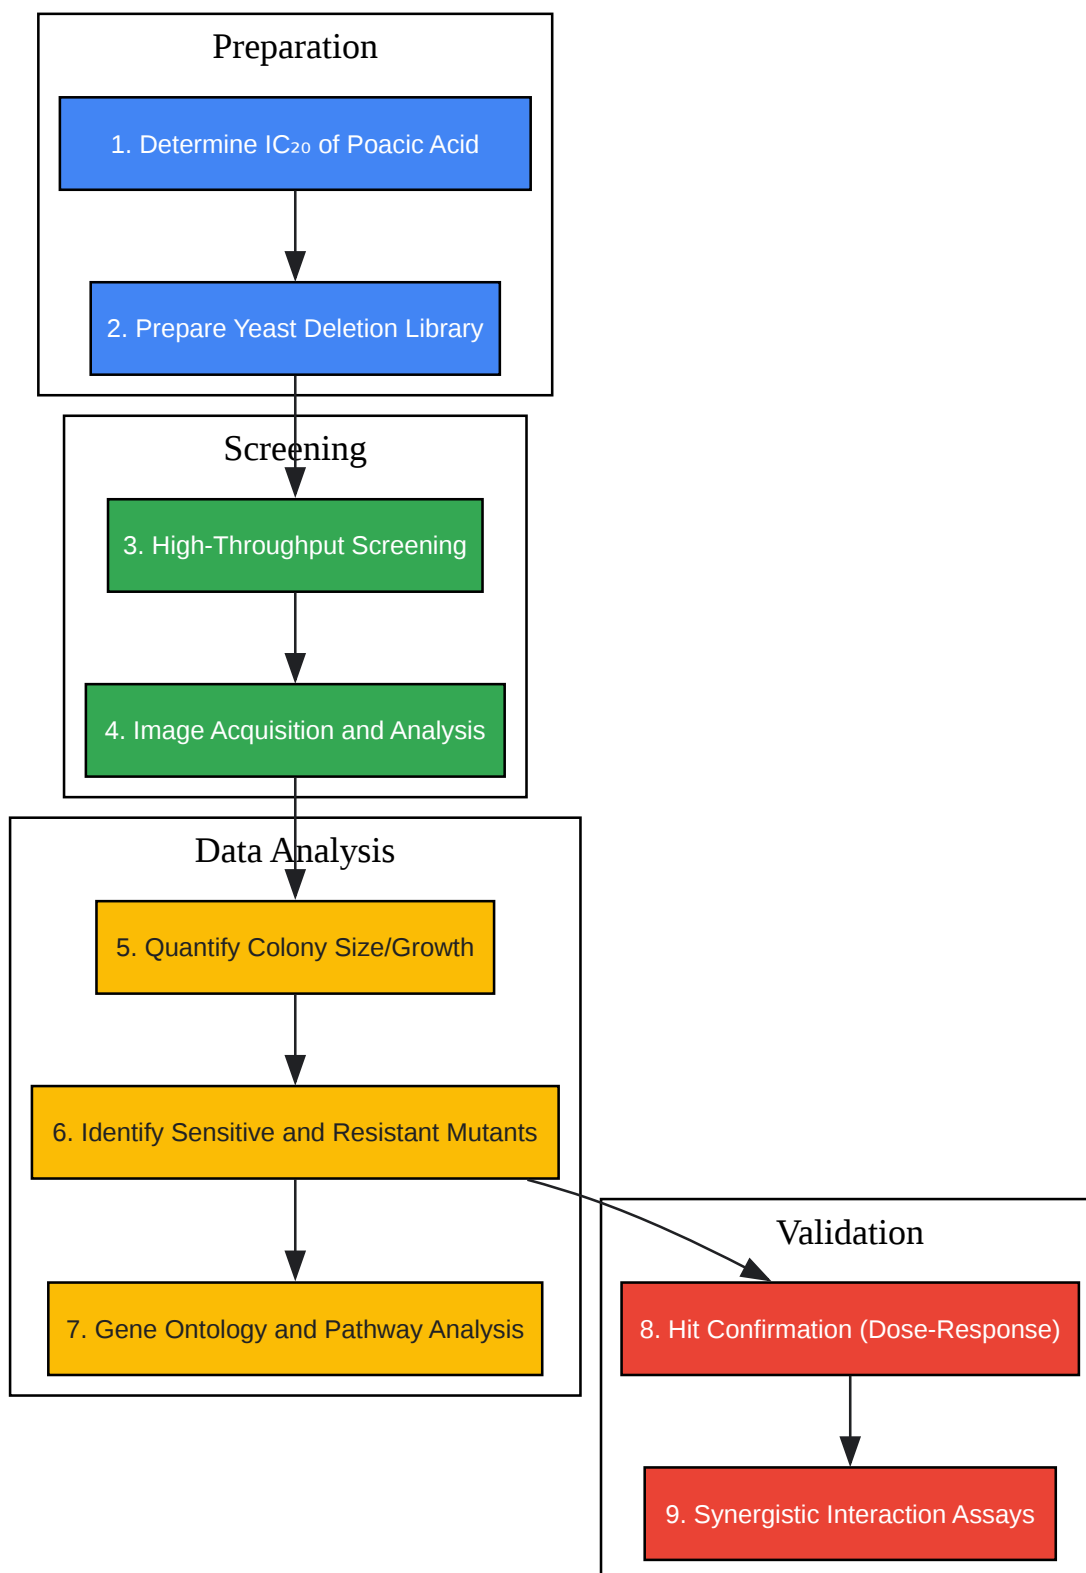 Preparation
1. Determine IC₂₀ of Poacic Acid
2. Prepare Yeast Deletion Library
Screening
3. High-Throughput Screening
4. Image Acquisition and Analysis
Data Analysis
5. Quantify Colony Size/Growth
6. Identify Sensitive and Resistant Mutants
7. Gene Ontology and Pathway Analysis
Validation
8. Hit Confirmation (Dose-Response)
9. Synergistic Interaction Assays